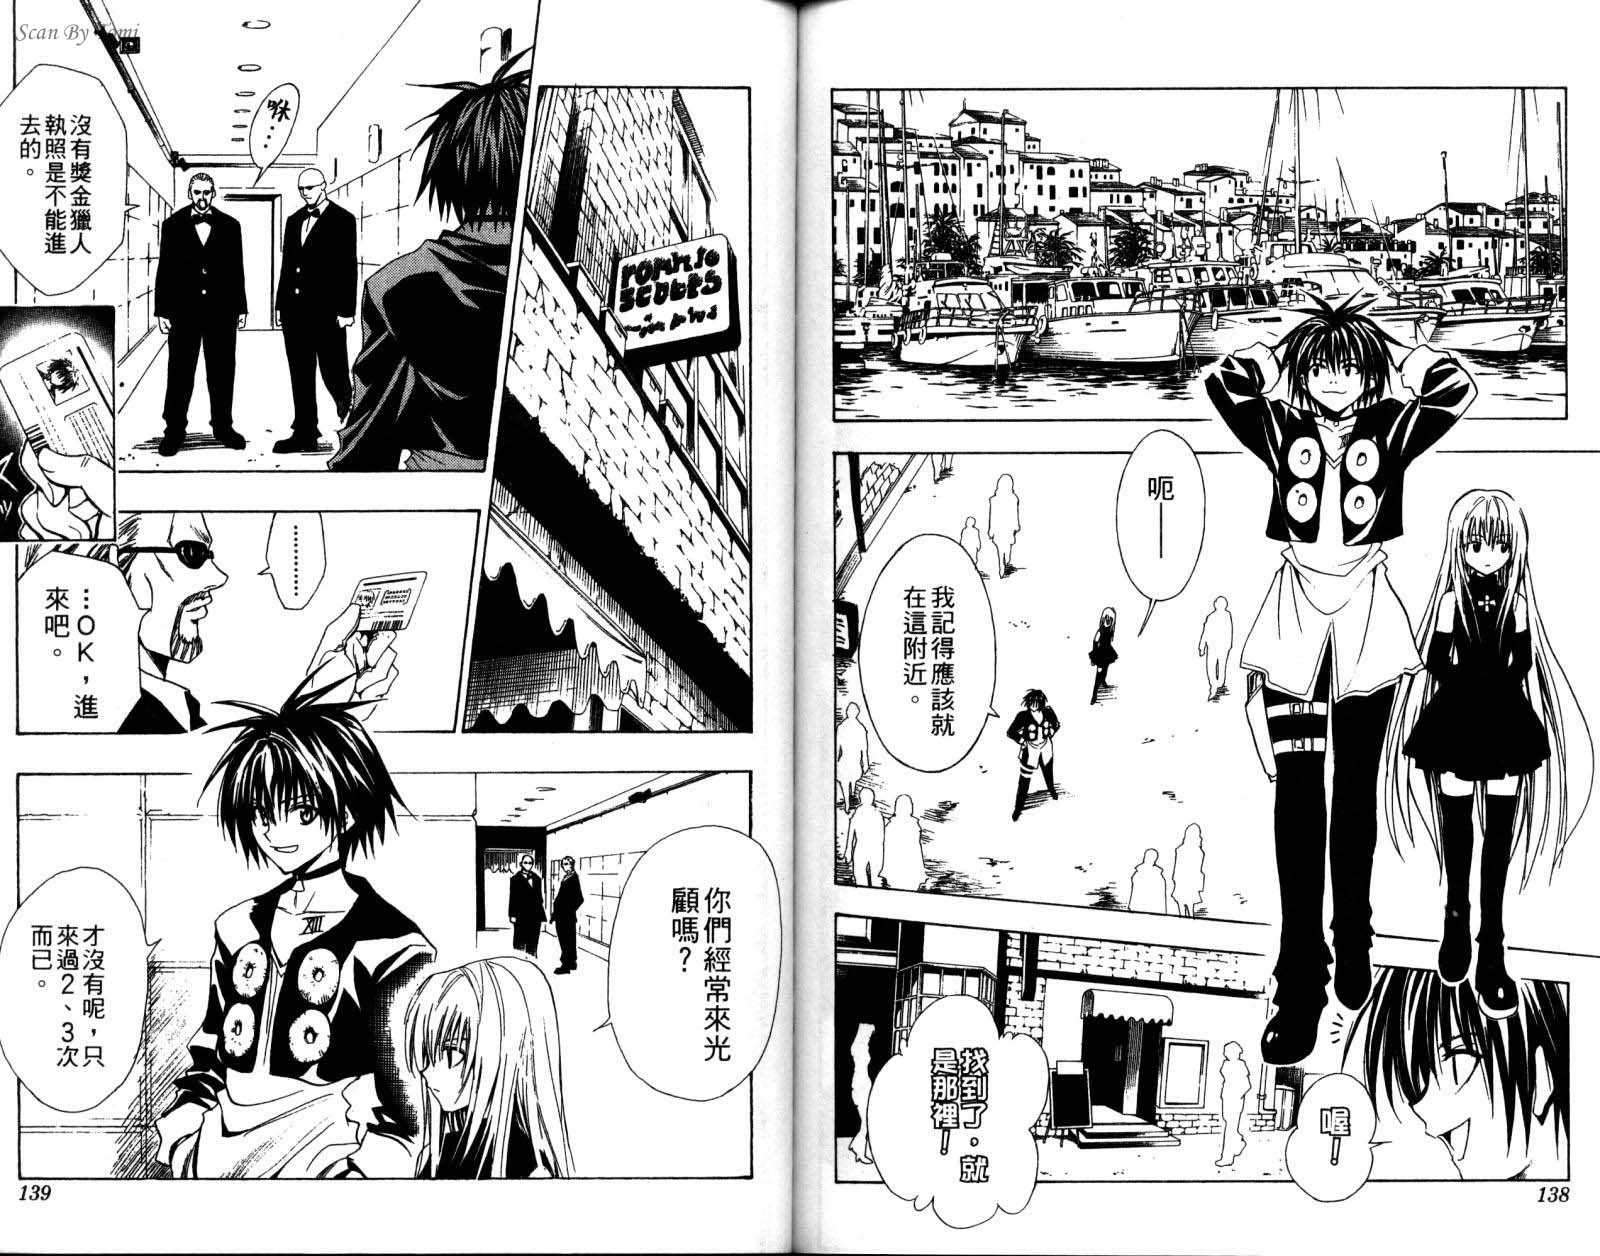 呃——
我記得應該就
在這附近。
喔!
找到了,就
是那裡!
138
咻…
沒有獎金獵人
執照是不能進
去的。
………
…OK,進
來吧。
你們經常來光
顧嗎?
才沒有呢,只
來過2、3次
而已。
XIII
139
Scan By Tomi